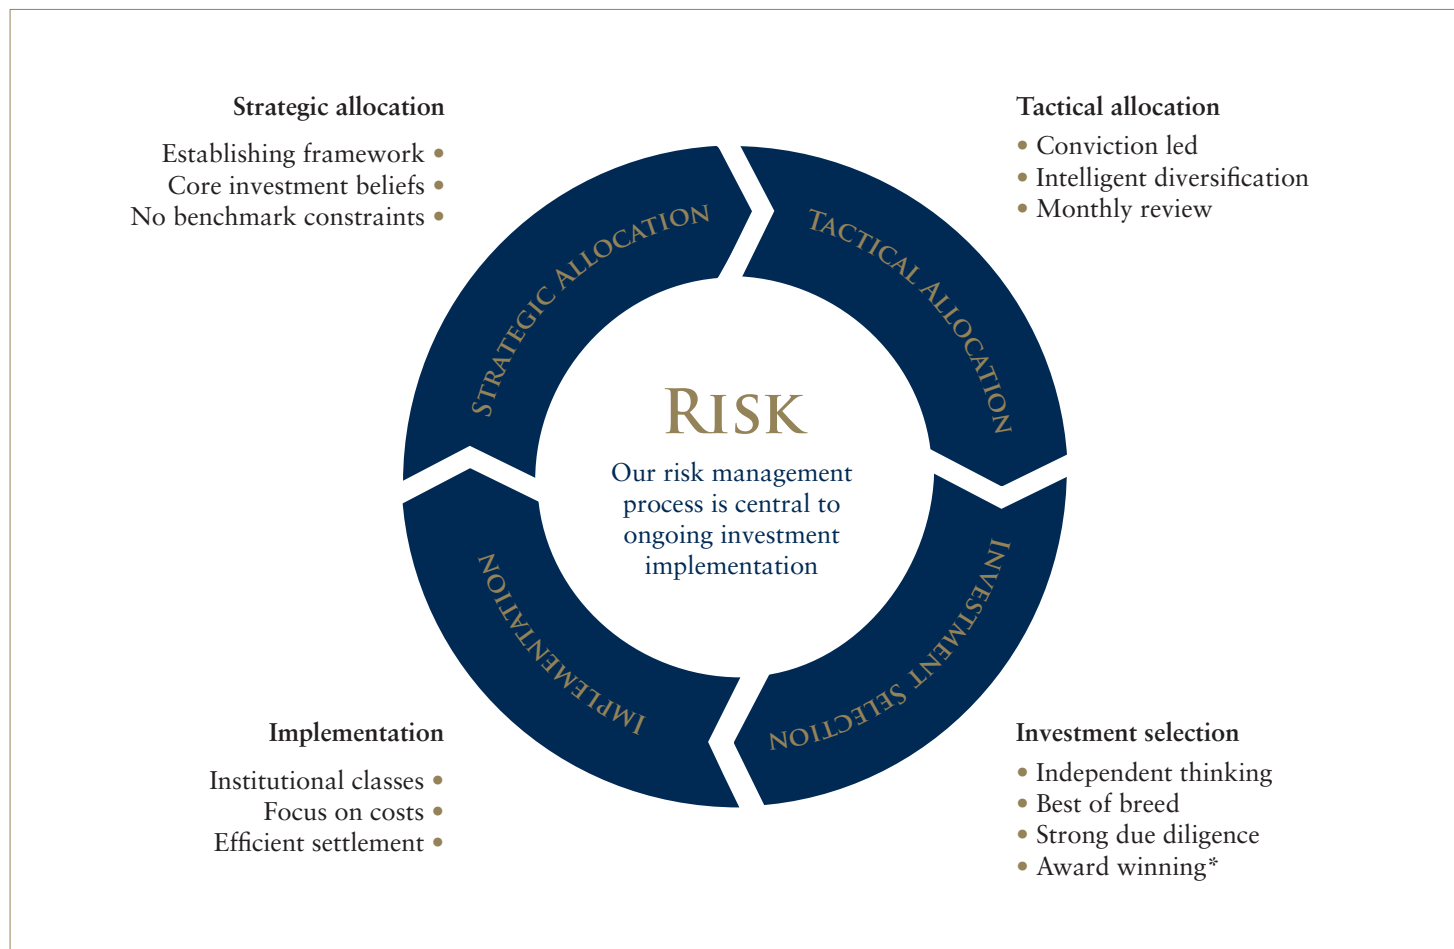 Strategic allocation
Establishing framework •
Core investment beliefs •
No benchmark constraints •
Tactical allocation
• Conviction led
• Intelligent diversification
• Monthly review
STRATEGIC ALLOCATION
TACTICAL ALLOCATION
RISK
Our risk management
process is central to
ongoing investment
implementation
IMPLEMENTATION
INVESTMENT SELECTION
Implementation
Institutional classes •
Focus on costs •
Efficient settlement •
Investment selection
• Independent thinking
• Best of breed
• Strong due diligence
• Award winning*